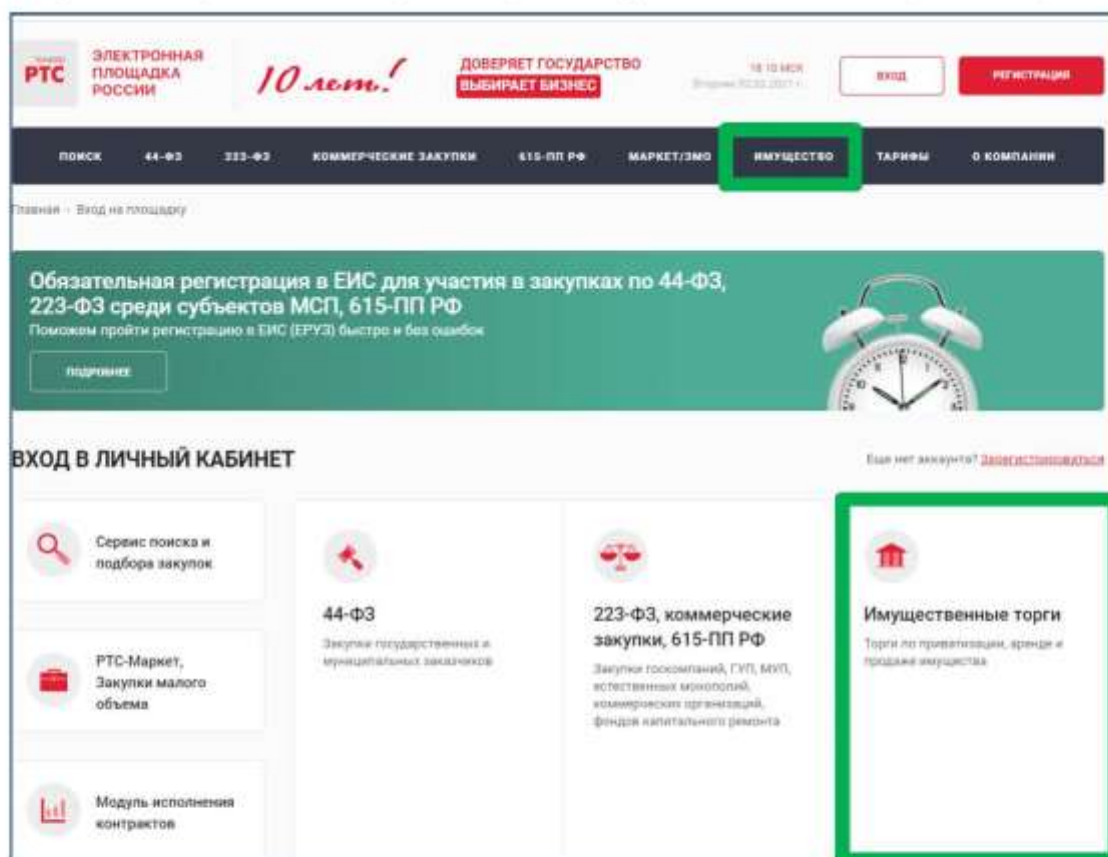 РТС
ЭЛЕКТРОННАЯ
ПЛОЩАДКА
РОССИИ
10 лет!
ДОВЕРЯЕТ ГОСУДАРСТВО
ВЫБИРАЕТ БИЗНЕС
ВХОД
РЕГИСТРАЦИЯ
ПОИСК 44-ФЗ 223-ФЗ КОММЕРЧЕСКИЕ ЗАКУПКИ 615-ПП РФ МАРКЕТ/ЗМО ИМУЩЕСТВО ТАРИФЫ О КОМПАНИИ
Главная - Вход на площадку
Обязательная регистрация в ЕИС для участия в закупках по 44-ФЗ,
223-ФЗ среди субъектов МСП, 615-ПП РФ
Поможем пройти регистрацию в ЕИС (ЕРУЗ) быстро и без ошибок
ПОДРОБНЕЕ
ВХОД В ЛИЧНЫЙ КАБИНЕТ
Еще нет аккаунта? Зарегистрироваться
Сервис поиска и
подбора закупок
РТС-Маркет,
Закупки малого
объема
Модуль исполнения
контрактов
44-ФЗ
Закупки государственных и
муниципальных заказчиков
223-ФЗ, коммерческие
закупки, 615-ПП РФ
Закупки госкомпаний, ГУП, МУП,
естественных монополий,
коммерческих организаций,
фондов капитального ремонта
Имущественные торги
Торги по приватизации, аренде и
продаже имущества